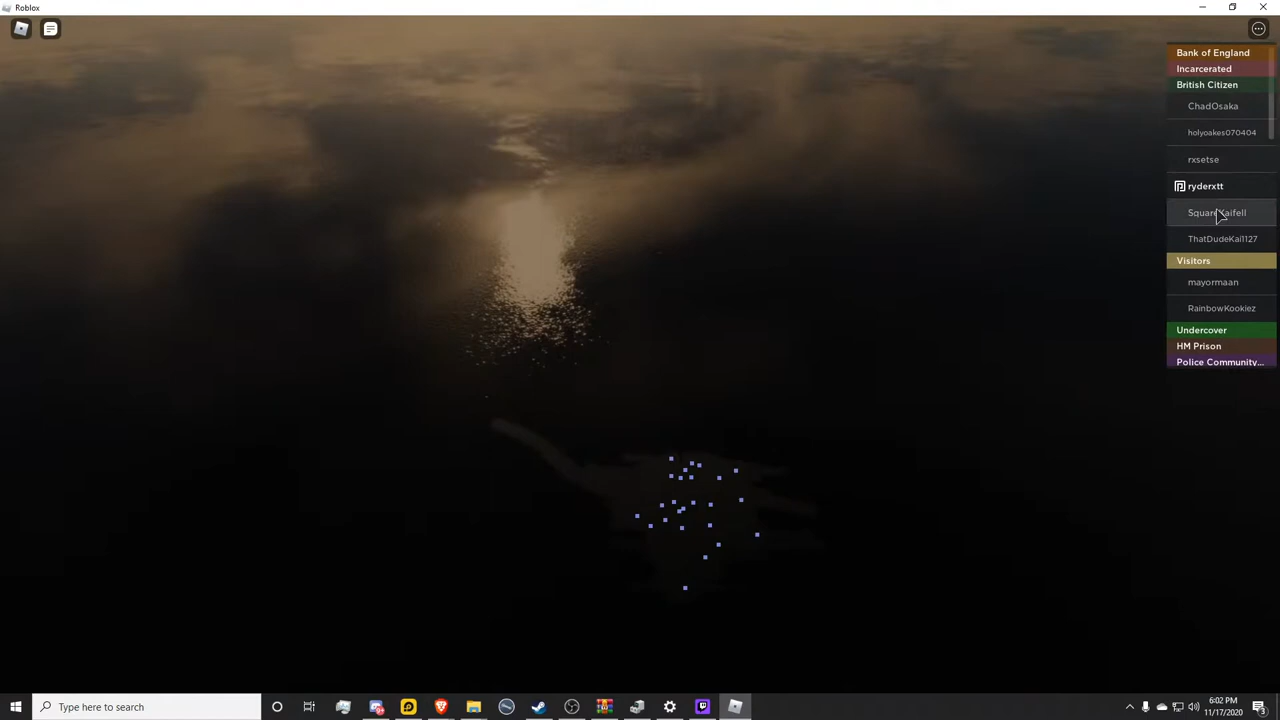 Roblox
Bank of England
Incarcerated
British Citizen
ChadOsaka
holyoakes070404
rxsetse
ryderxtt
ThatDudeKai1127
Visitors
mayormaan
RainbowKookiez
Undercover
HM Prison
Police Community...
Type here to search
6:02 PM
11/17/2020